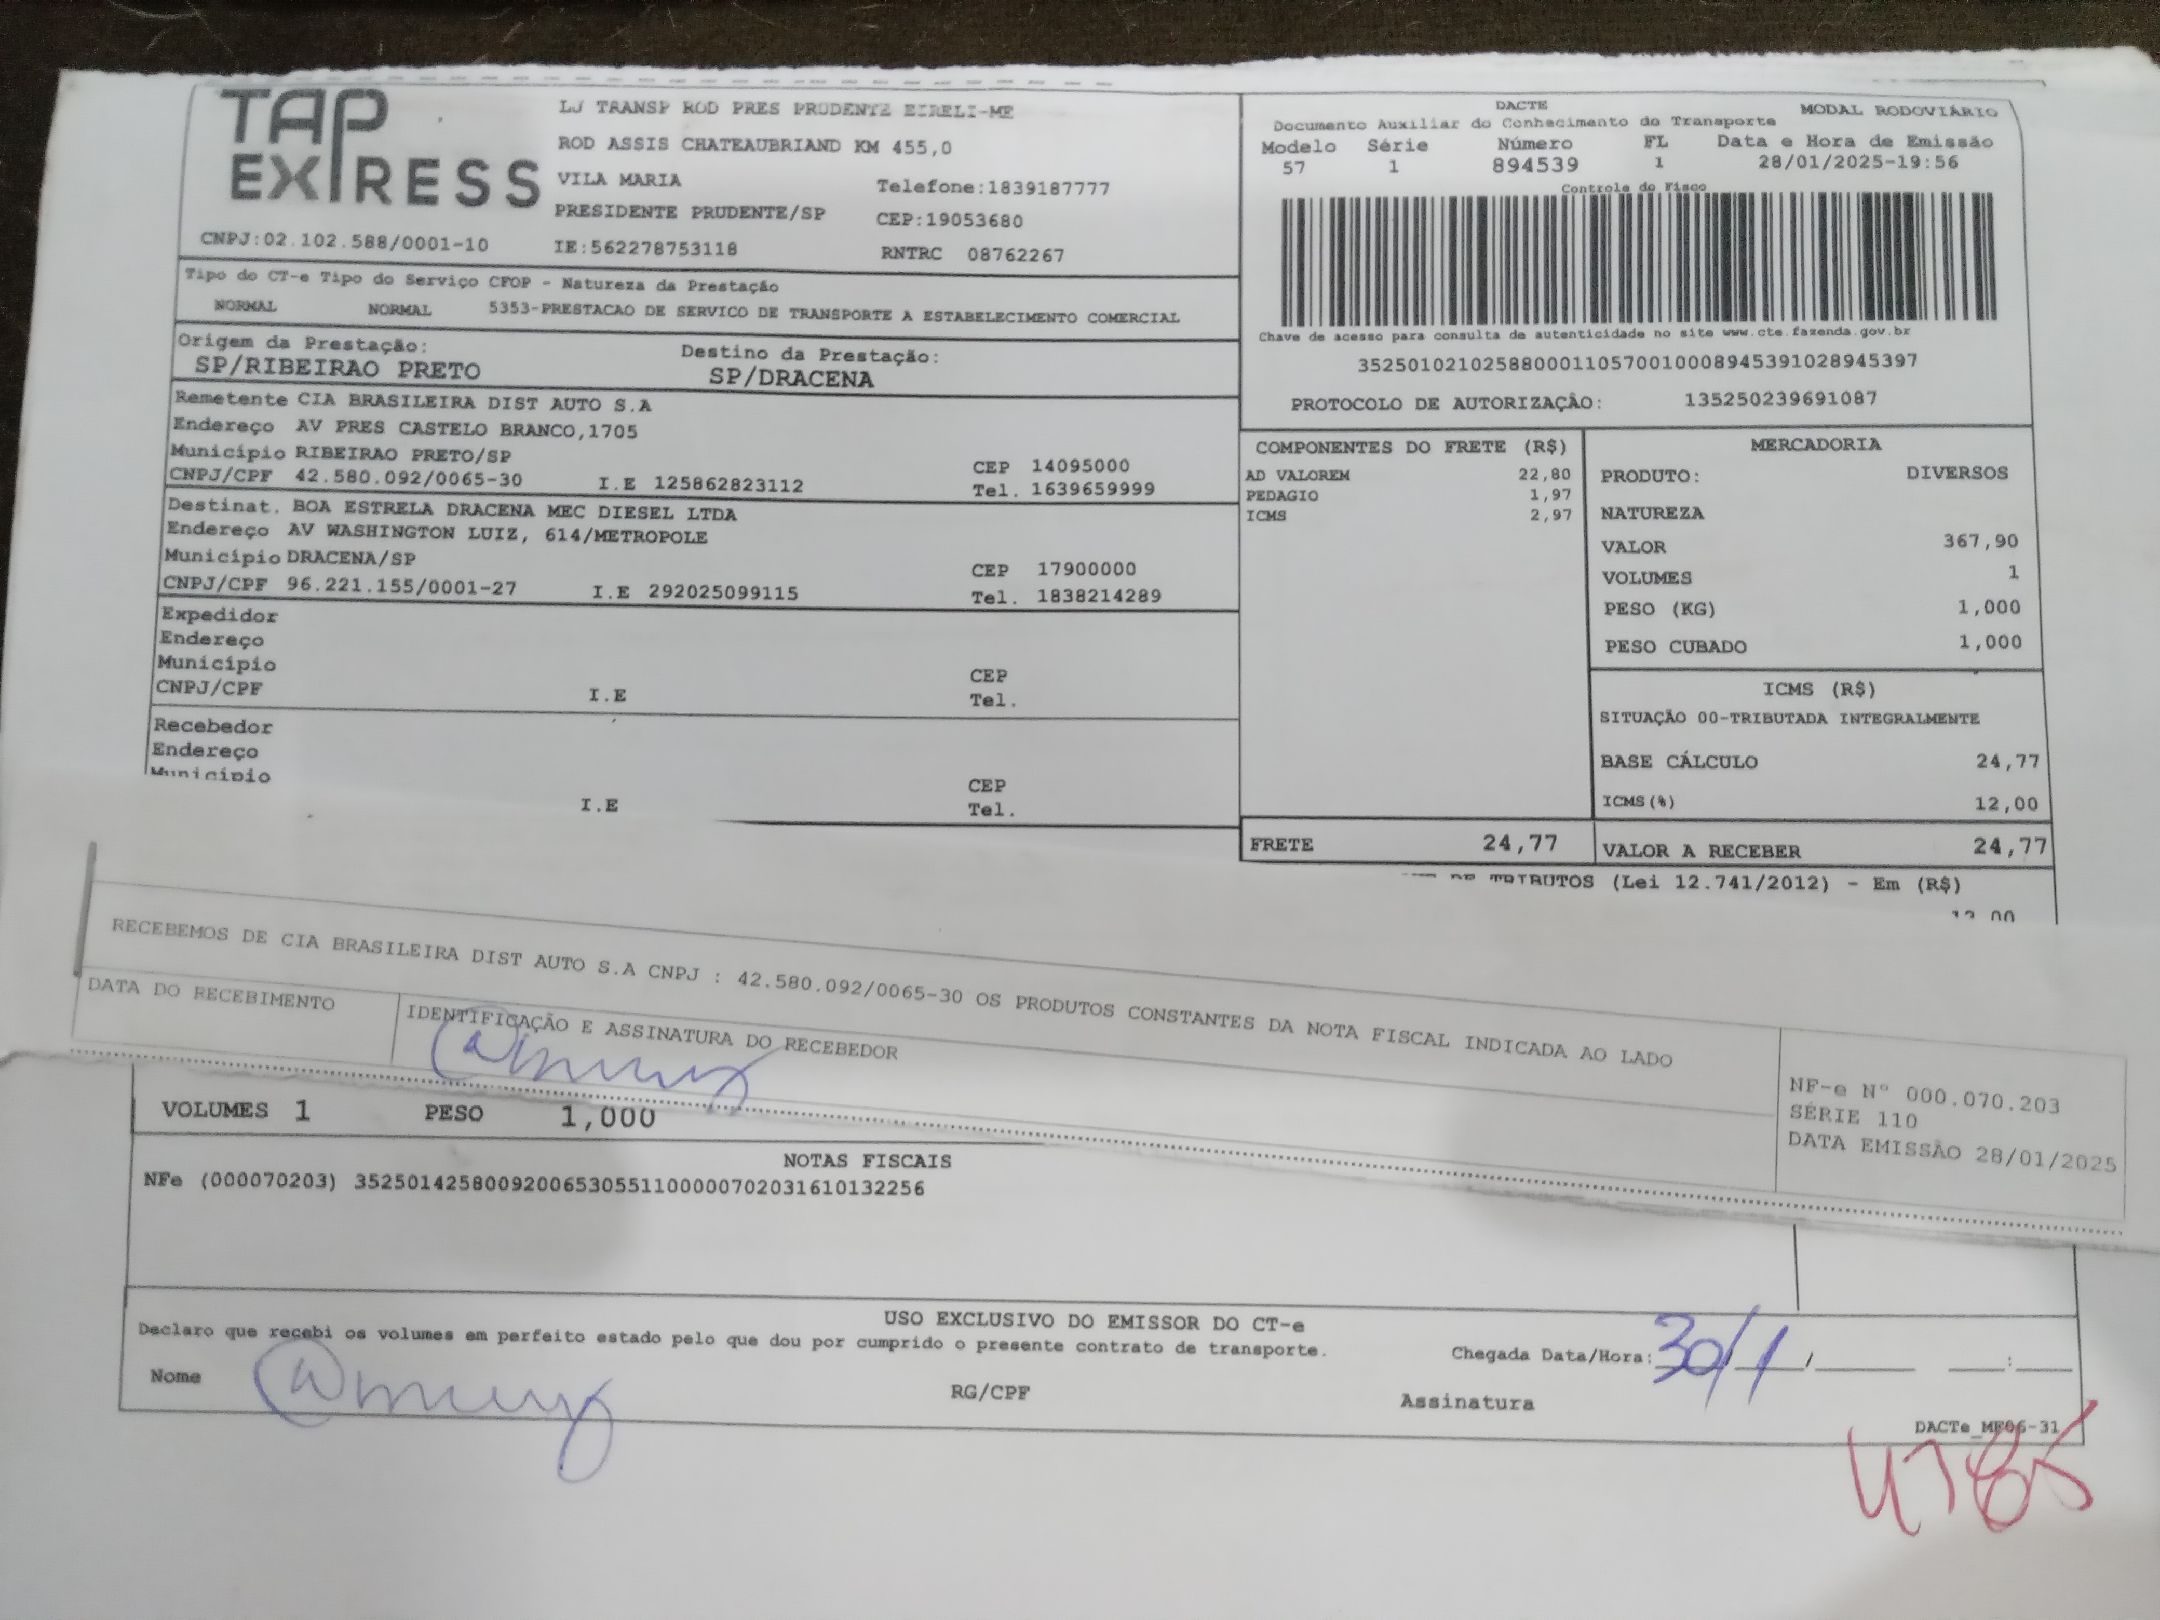 TAP
EXPRESS
LJ TRANSP ROD PRES PRUDENTE EIRELI-ME
ROD ASSIS CHATEAUBRIAND KM 455,0
VILA MARIA Telefone:1839187777
PRESIDENTE PRUDENTE/SP CEP:19053680
CNPJ:02.102.588/0001-10 IE:562278753118 RNTRC 08762267
DACTE MODAL RODOVIÁRIO
Documento Auxiliar do Conhecimento do Transporte
Modelo Série Número FL Data e Hora de Emissão
57 1 894539 1 28/01/2025-19:56
Controle do Fisco
Chave de acesso para consulta de autenticidade no site www.cte.fazenda.gov.br
35250102102588000110570010008945391028945397
PROTOCOLO DE AUTORIZAÇÃO: 135250239691087
Tipo do CT-e Tipo do Serviço CFOP - Natureza da Prestação
NORMAL NORMAL 5353-PRESTACAO DE SERVICO DE TRANSPORTE A ESTABELECIMENTO COMERCIAL
Origem da Prestação: Destino da Prestação:
SP/RIBEIRAO PRETO SP/DRACENA
Remetente CIA BRASILEIRA DIST AUTO S.A
Endereço AV PRES CASTELO BRANCO,1705
Município RIBEIRAO PRETO/SP CEP 14095000
CNPJ/CPF 42.580.092/0065-30 I.E 125862823112 Tel. 1639659999
Destinat. BOA ESTRELA DRACENA MEC DIESEL LTDA
Endereço AV WASHINGTON LUIZ, 614/METROPOLE
Município DRACENA/SP CEP 17900000
CNPJ/CPF 96.221.155/0001-27 I.E 292025099115 Tel. 1838214289
Expedidor
Endereço
Município CEP
CNPJ/CPF I.E Tel.
Recebedor
Endereço
Município CEP
I.E Tel.
COMPONENTES DO FRETE (R$)
AD VALOREM 22,80
PEDAGIO 1,97
ICMS 2,97
MERCADORIA
PRODUTO: DIVERSOS
NATUREZA
VALOR 367,90
VOLUMES 1
PESO (KG) 1,000
PESO CUBADO 1,000
ICMS (R$)
SITUAÇÃO 00-TRIBUTADA INTEGRALMENTE
BASE CÁLCULO 24,77
ICMS(%) 12,00
FRETE 24,77 VALOR A RECEBER 24,77
DE TRIBUTOS (Lei 12.741/2012) - Em (R$)
12,00
RECEBEMOS DE CIA BRASILEIRA DIST AUTO S.A CNPJ : 42.580.092/0065-30 OS PRODUTOS CONSTANTES DA NOTA FISCAL INDICADA AO LADO
DATA DO RECEBIMENTO IDENTIFICAÇÃO E ASSINATURA DO RECEBEDOR
NF-e Nº 000.070.203
SÉRIE 110
DATA EMISSÃO 28/01/2025
VOLUMES 1 PESO 1,000
NOTAS FISCAIS
NFe (000070203) 35250142580092006530551100000702031610132256
USO EXCLUSIVO DO EMISSOR DO CT-e
Declaro que recebi os volumes em perfeito estado pelo que dou por cumprido o presente contrato de transporte.
Chegada Data/Hora: 30/1
Nome RG/CPF Assinatura
DACTe_MF06-31